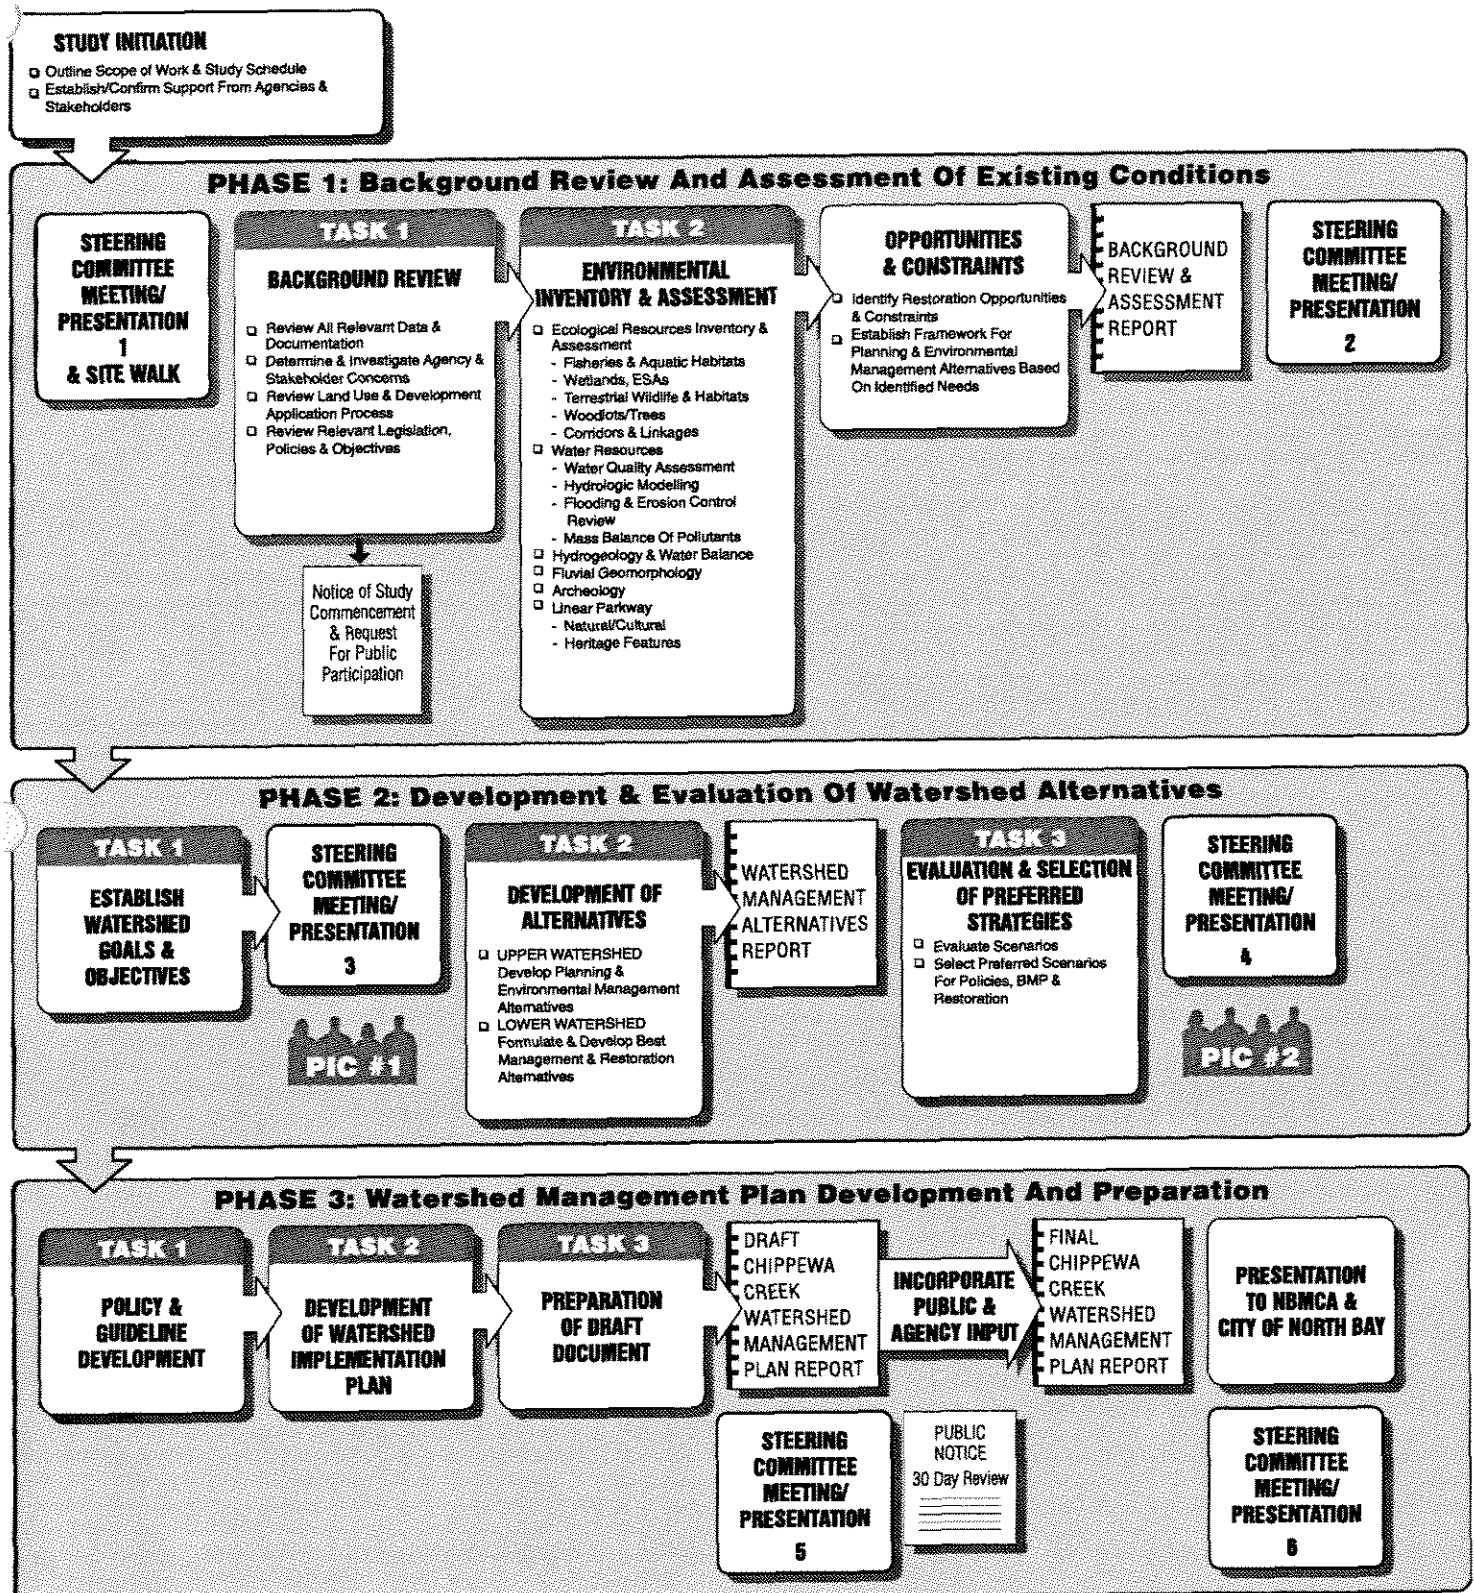 STUDY INITIATION
❑ Outline Scope of Work & Study Schedule
❑ Establish/Confirm Support From Agencies &
Stakeholders
PHASE 1: Background Review And Assessment Of Existing Conditions
STEERING
COMMITTEE
MEETING/
PRESENTATION
1
& SITE WALK
TASK 1
BACKGROUND REVIEW
❑ Review All Relevant Data &
Documentation
❑ Determine & Investigate Agency &
Stakeholder Concerns
❑ Review Land Use & Development
Application Process
❑ Review Relevant Legislation,
Policies & Objectives
Notice of Study
Commencement
& Request
For Public
Participation
TASK 2
ENVIRONMENTAL
INVENTORY & ASSESSMENT
❑ Ecological Resources Inventory &
Assessment
- Fisheries & Aquatic Habitats
- Wetlands, ESAs
- Terrestrial Wildlife & Habitats
- Woodlots/Trees
- Corridors & Linkages
❑ Water Resources
- Water Quality Assessment
- Hydrologic Modelling
- Flooding & Erosion Control
Review
- Mass Balance Of Pollutants
❑ Hydrogeology & Water Balance
❑ Fluvial Geomorphology
❑ Archeology
❑ Linear Parkway
- Natural/Cultural
- Heritage Features
OPPORTUNITIES
& CONSTRAINTS
❑ Identify Restoration Opportunities
& Constraints
❑ Establish Framework For
Planning & Environmental
Management Alternatives Based
On Identified Needs
BACKGROUND
REVIEW &
ASSESSMENT
REPORT
STEERING
COMMITTEE
MEETING/
PRESENTATION
2
PHASE 2: Development & Evaluation Of Watershed Alternatives
TASK 1
ESTABLISH
WATERSHED
GOALS &
OBJECTIVES
STEERING
COMMITTEE
MEETING/
PRESENTATION
3
PIC #1
TASK 2
DEVELOPMENT OF
ALTERNATIVES
❑ UPPER WATERSHED
Develop Planning &
Environmental Management
Alternatives
❑ LOWER WATERSHED
Formulate & Develop Best
Management & Restoration
Alternatives
WATERSHED
MANAGEMENT
ALTERNATIVES
REPORT
TASK 3
EVALUATION & SELECTION
OF PREFERRED
STRATEGIES
❑ Evaluate Scenarios
❑ Select Preferred Scenarios
For Policies, BMP &
Restoration
STEERING
COMMITTEE
MEETING/
PRESENTATION
4
PIC #2
PHASE 3: Watershed Management Plan Development And Preparation
TASK 1
POLICY &
GUIDELINE
DEVELOPMENT
TASK 2
DEVELOPMENT
OF WATERSHED
IMPLEMENTATION
PLAN
TASK 3
PREPARATION
OF DRAFT
DOCUMENT
DRAFT
CHIPPEWA
CREEK
WATERSHED
MANAGEMENT
PLAN REPORT
INCORPORATE
PUBLIC &
AGENCY INPUT
FINAL
CHIPPEWA
CREEK
WATERSHED
MANAGEMENT
PLAN REPORT
PRESENTATION
TO NBMCA &
CITY OF NORTH BAY
STEERING
COMMITTEE
MEETING/
PRESENTATION
5
PUBLIC
NOTICE
30 Day Review
STEERING
COMMITTEE
MEETING/
PRESENTATION
6